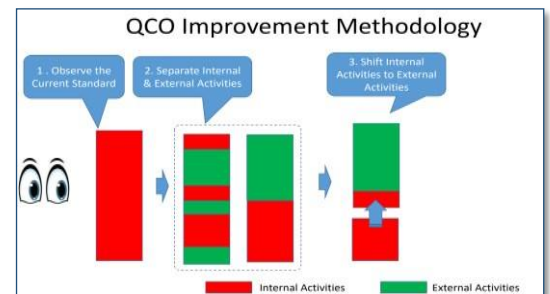 QCO Improvement Methodology
1 . Observe the
Current Standard
2. Separate Internal
& External Activities
3. Shift Internal
Activities to External
Activities
Internal Activities
External Activities